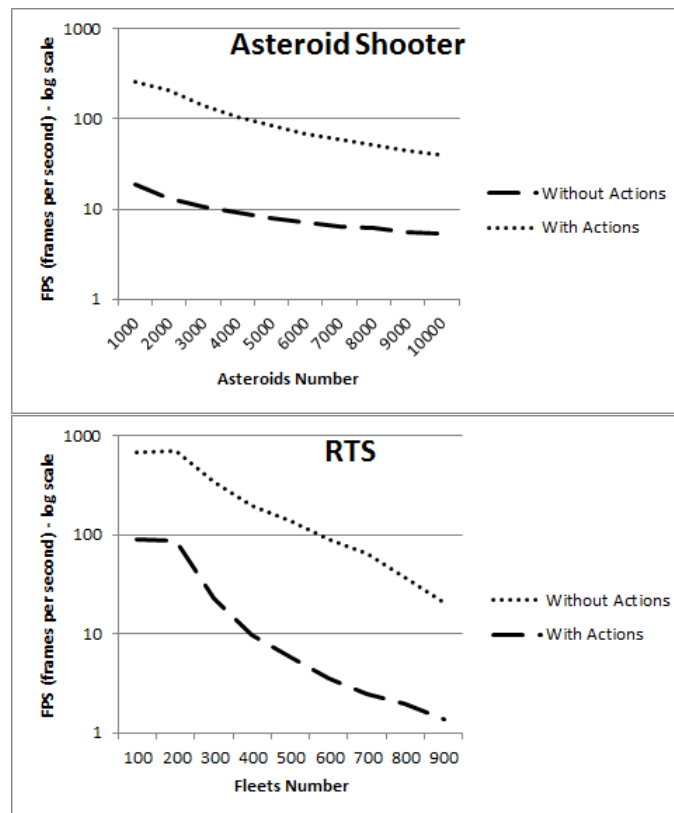 Asteroid Shooter
FPS (frames per second) - log scale
1000
100
10
1
1000 2000 3000 4000 5000 6000 7000 8000 9000 10000
Asteroids Number
Without Actions
With Actions
RTS
FPS (frames per second) - log scale
1000
100
10
1
100 200 300 400 500 600 700 800 900
Fleets Number
Without Actions
With Actions